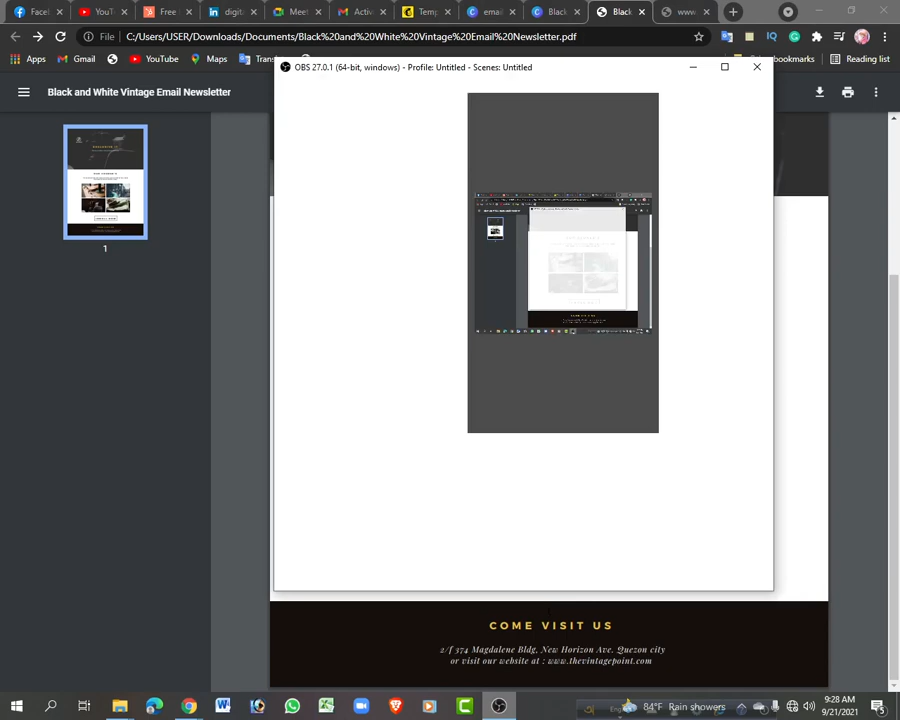 Facel
YouT
Free
digita
Meet
Activ
Temp
email
Black
Black
www.
File
C:/Users/USER/Downloads/Documents/Black%20and%20White%20Vintage%20Email%20Newsletter.pdf
Apps
Gmail
YouTube
Maps
Trans
bookmarks
Reading list
OBS 27.0.1 (64-bit, windows) - Profile: Untitled - Scenes: Untitled
Black and White Vintage Email Newsletter
1
COME VISIT US
2/f 374 Magdalene Bldg, New Horizon Ave. Quezon city
or visit our website at : www.thevintagepoint.com
84°F Rain showers
9:28 AM
9/21/2021
5